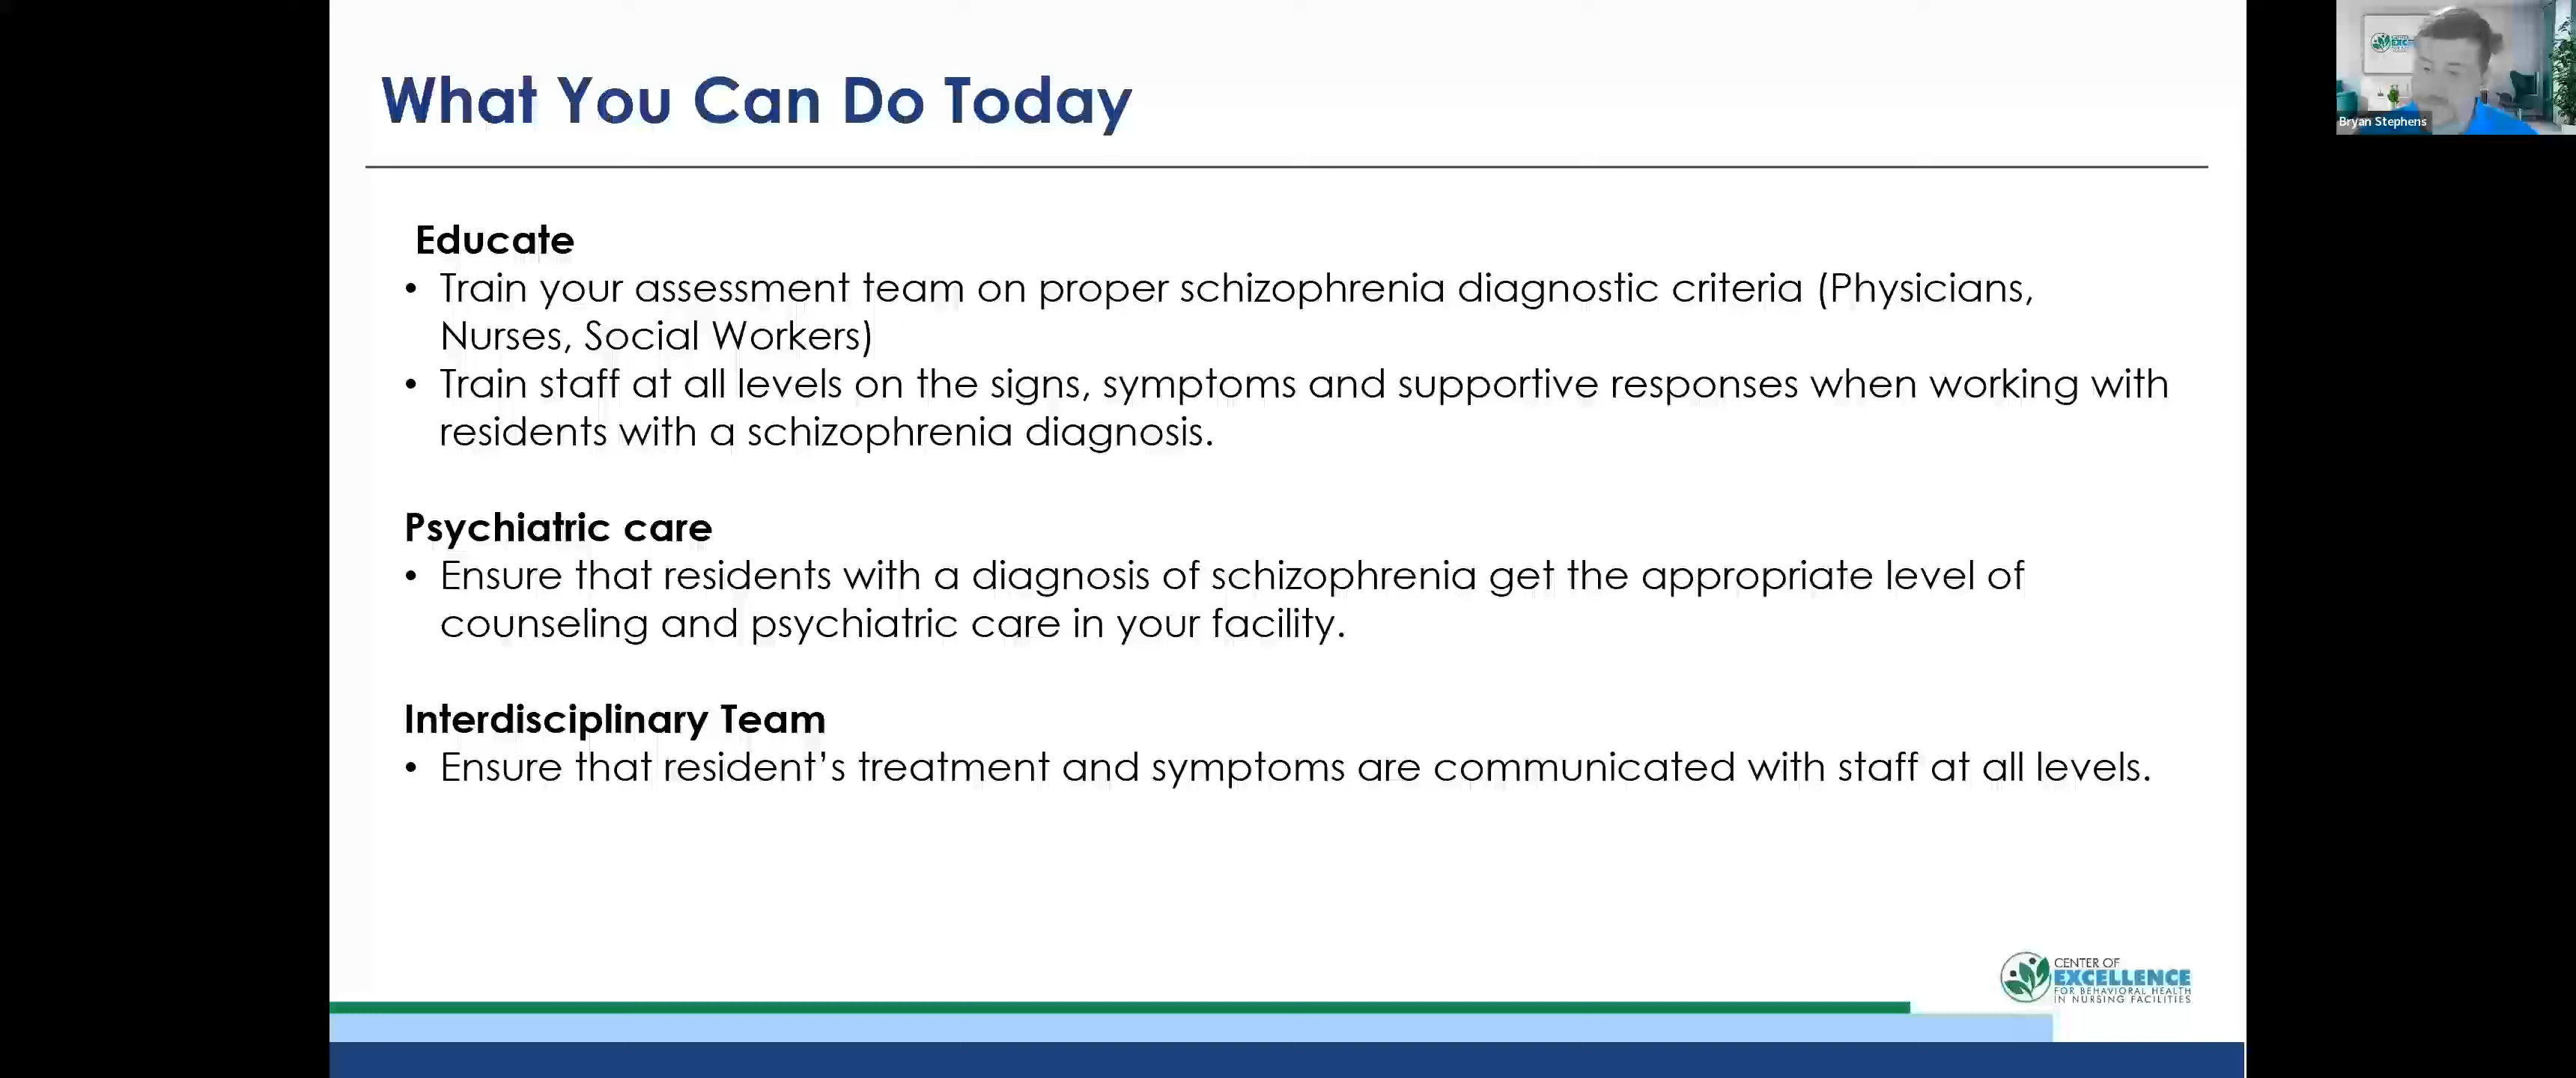 What You Can Do Today
Educate
• Train your assessment team on proper schizophrenia diagnostic criteria (Physicians,
Nurses, Social Workers)
• Train staff at all levels on the signs, symptoms and supportive responses when working with
residents with a schizophrenia diagnosis.
Psychiatric care
• Ensure that residents with a diagnosis of schizophrenia get the appropriate level of
counseling and psychiatric care in your facility.
Interdisciplinary Team
• Ensure that resident’s treatment and symptoms are communicated with staff at all levels.
CENTER OF
EXCELLENCE
FOR BEHAVIORAL HEALTH
IN NURSING FACILITIES
Bryan Stephens